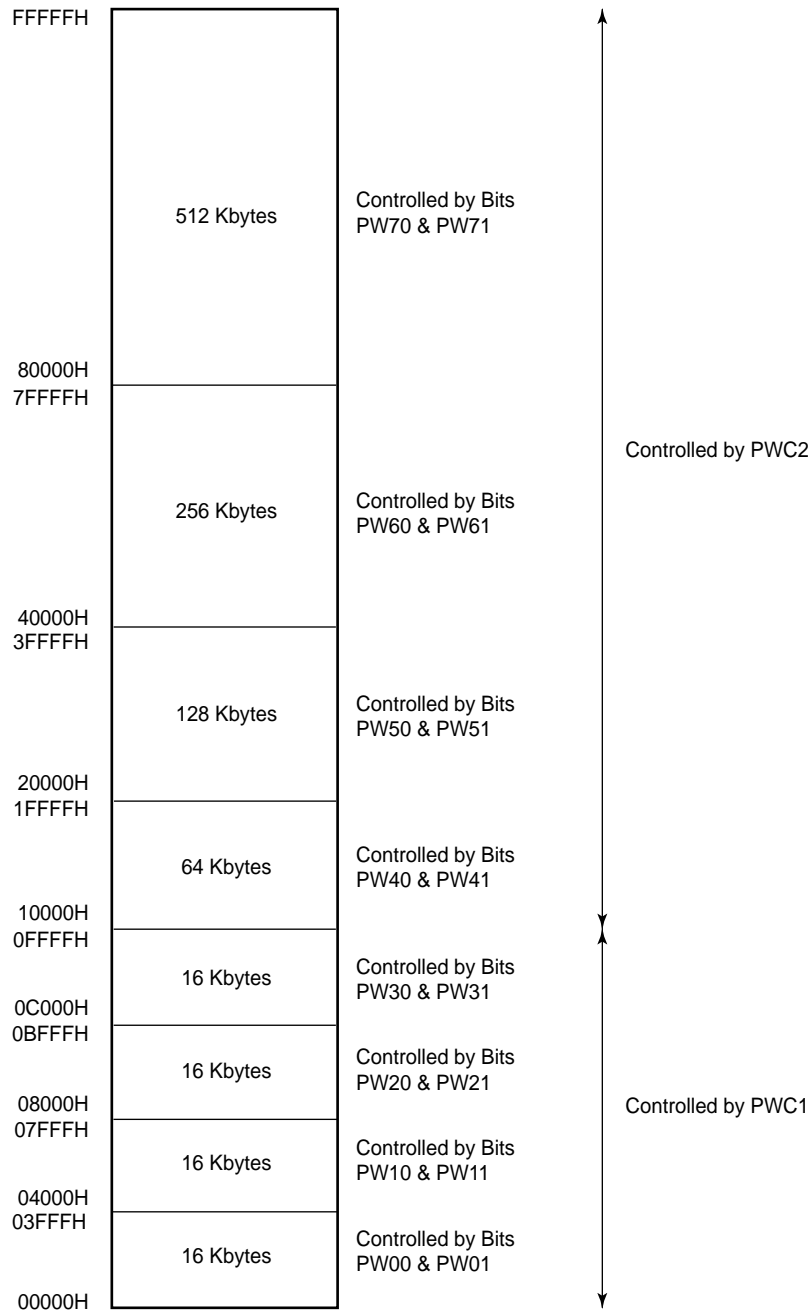 FFFFFH
512 Kbytes
Controlled by Bits
PW70 & PW71
80000H
7FFFFH
Controlled by PWC2
256 Kbytes
Controlled by Bits
PW60 & PW61
40000H
3FFFFH
128 Kbytes
Controlled by Bits
PW50 & PW51
20000H
1FFFFH
64 Kbytes
Controlled by Bits
PW40 & PW41
10000H
0FFFFH
16 Kbytes
Controlled by Bits
PW30 & PW31
0C000H
0BFFFH
16 Kbytes
Controlled by Bits
PW20 & PW21
08000H
07FFFH
Controlled by PWC1
16 Kbytes
Controlled by Bits
PW10 & PW11
04000H
03FFFH
16 Kbytes
Controlled by Bits
PW00 & PW01
00000H